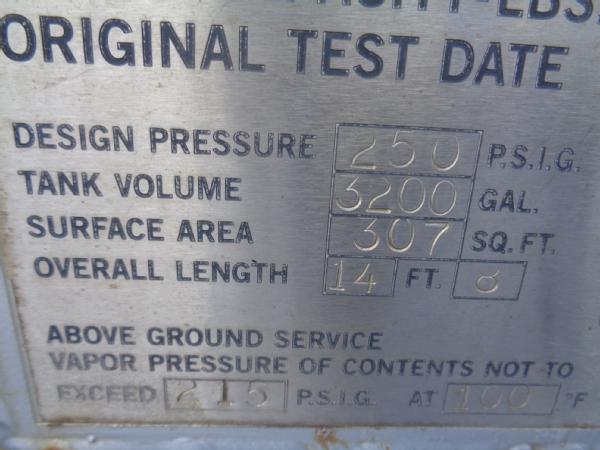 ORIGINAL TEST DATE
DESIGN PRESSURE 250 P.S.I.G.
TANK VOLUME 3200 GAL.
SURFACE AREA 307 SQ. FT.
OVERALL LENGTH 14 FT. 8
ABOVE GROUND SERVICE
VAPOR PRESSURE OF CONTENTS NOT TO
EXCEED 215 P.S.I.G. AT 100 °F